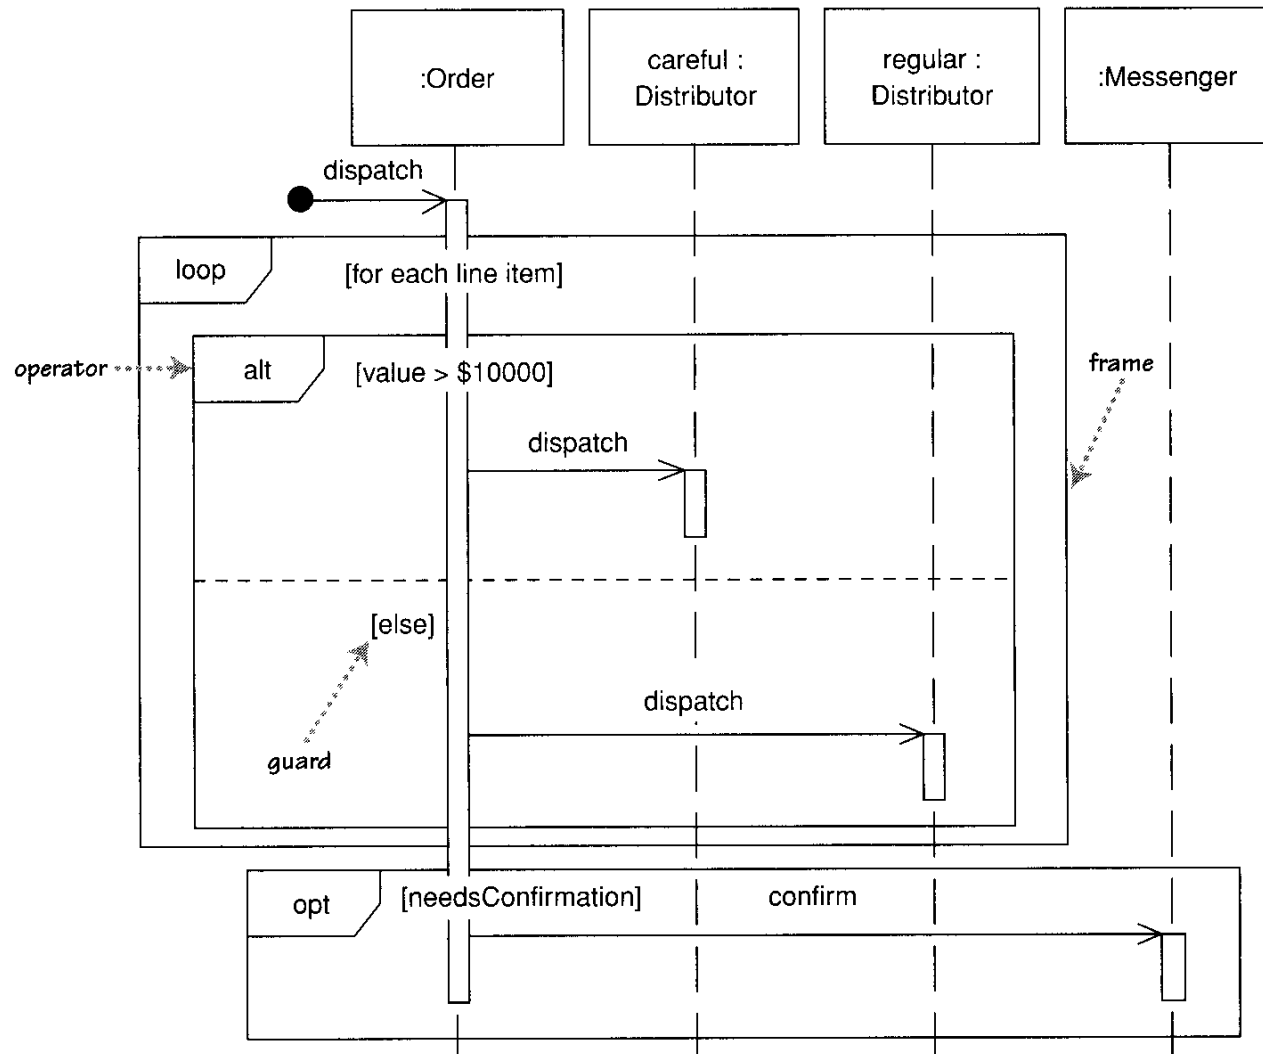 :Order
careful :
Distributor
regular :
Distributor
:Messenger
dispatch
loop
[for each line item]
operator
alt
[value > $10000]
frame
dispatch
[else]
dispatch
guard
opt
[needsConfirmation]
confirm